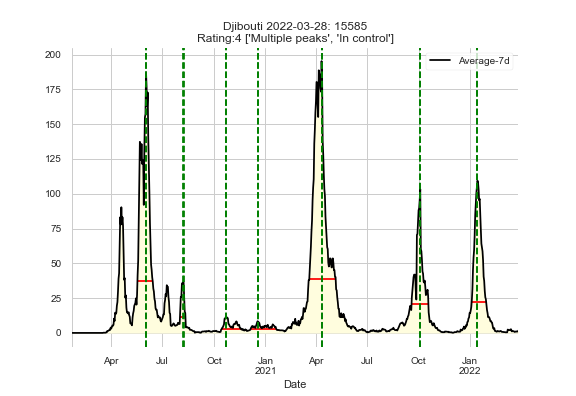 Djibouti 2022-03-28: 15585
Rating:4 ['Multiple peaks', 'In control']
Average-7d
200
175
150
125
100
75
50
25
0
Apr Jul Oct Jan Apr Jul Oct Jan
2021 2022
Date